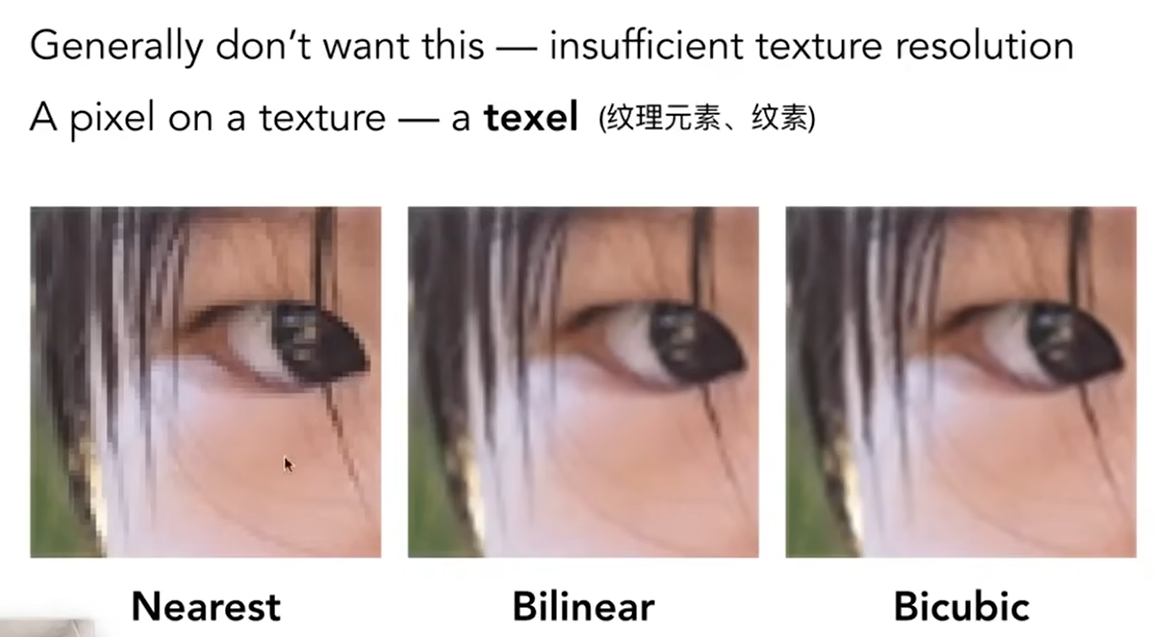 Generally don’t want this — insufficient texture resolution
A pixel on a texture — a texel (纹理元素、纹素)
Nearest
Bilinear
Bicubic